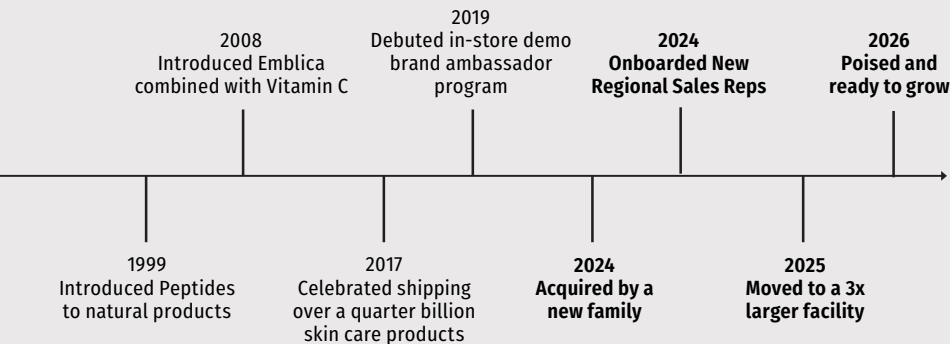 2019
Debuted in-store demo
brand ambassador
program
2008
Introduced Emblica
combined with Vitamin C
2024
Onboarded New
Regional Sales Reps
2026
Poised and
ready to grow
1999
Introduced Peptides
to natural products
2017
Celebrated shipping
over a quarter billion
skin care products
2024
Acquired by a
new family
2025
Moved to a 3x
larger facility